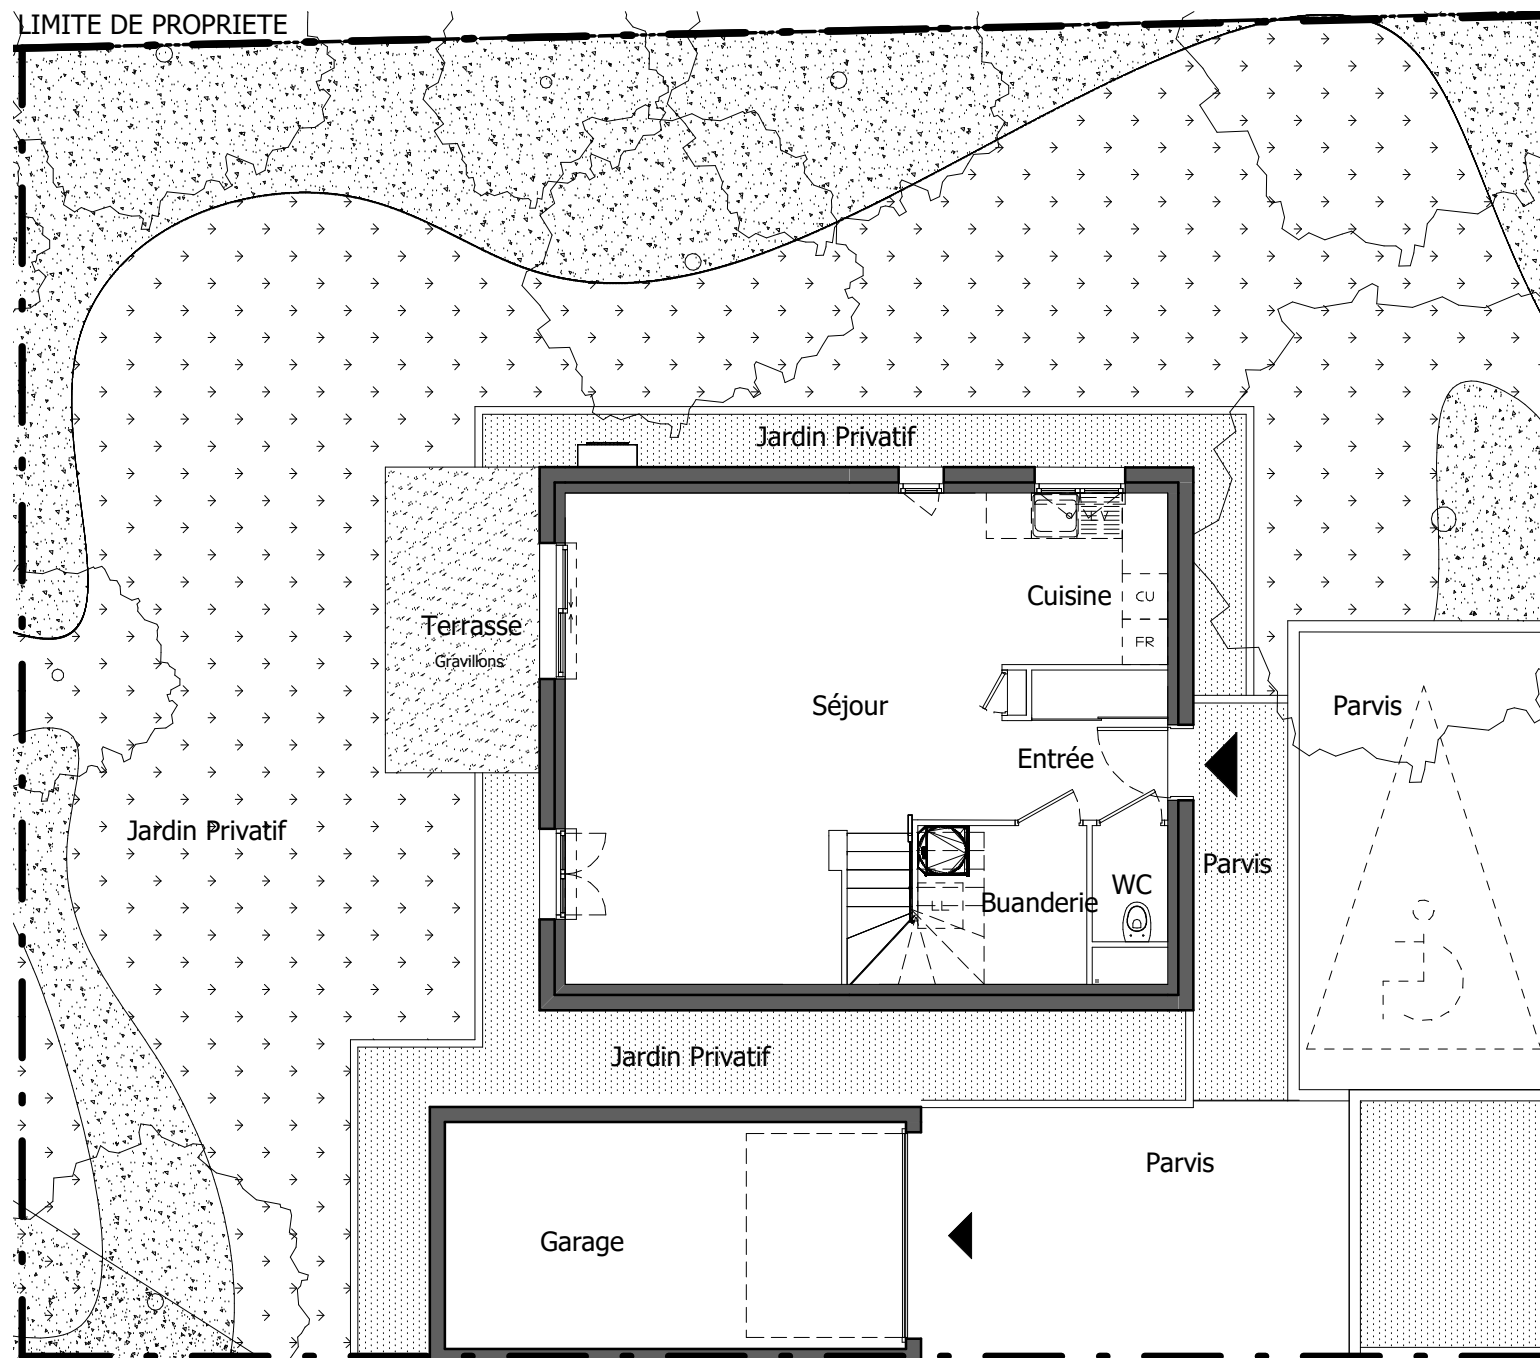 LIMITE DE PROPRIETE
Jardin Privatif
Cuisine
CU
Terrasse
FR
Gravillons
Séjour
Parvis
Entrée
Jardin Privatif
Parvis
WC
Buanderie
LL
Jardin Privatif
Parvis
Garage